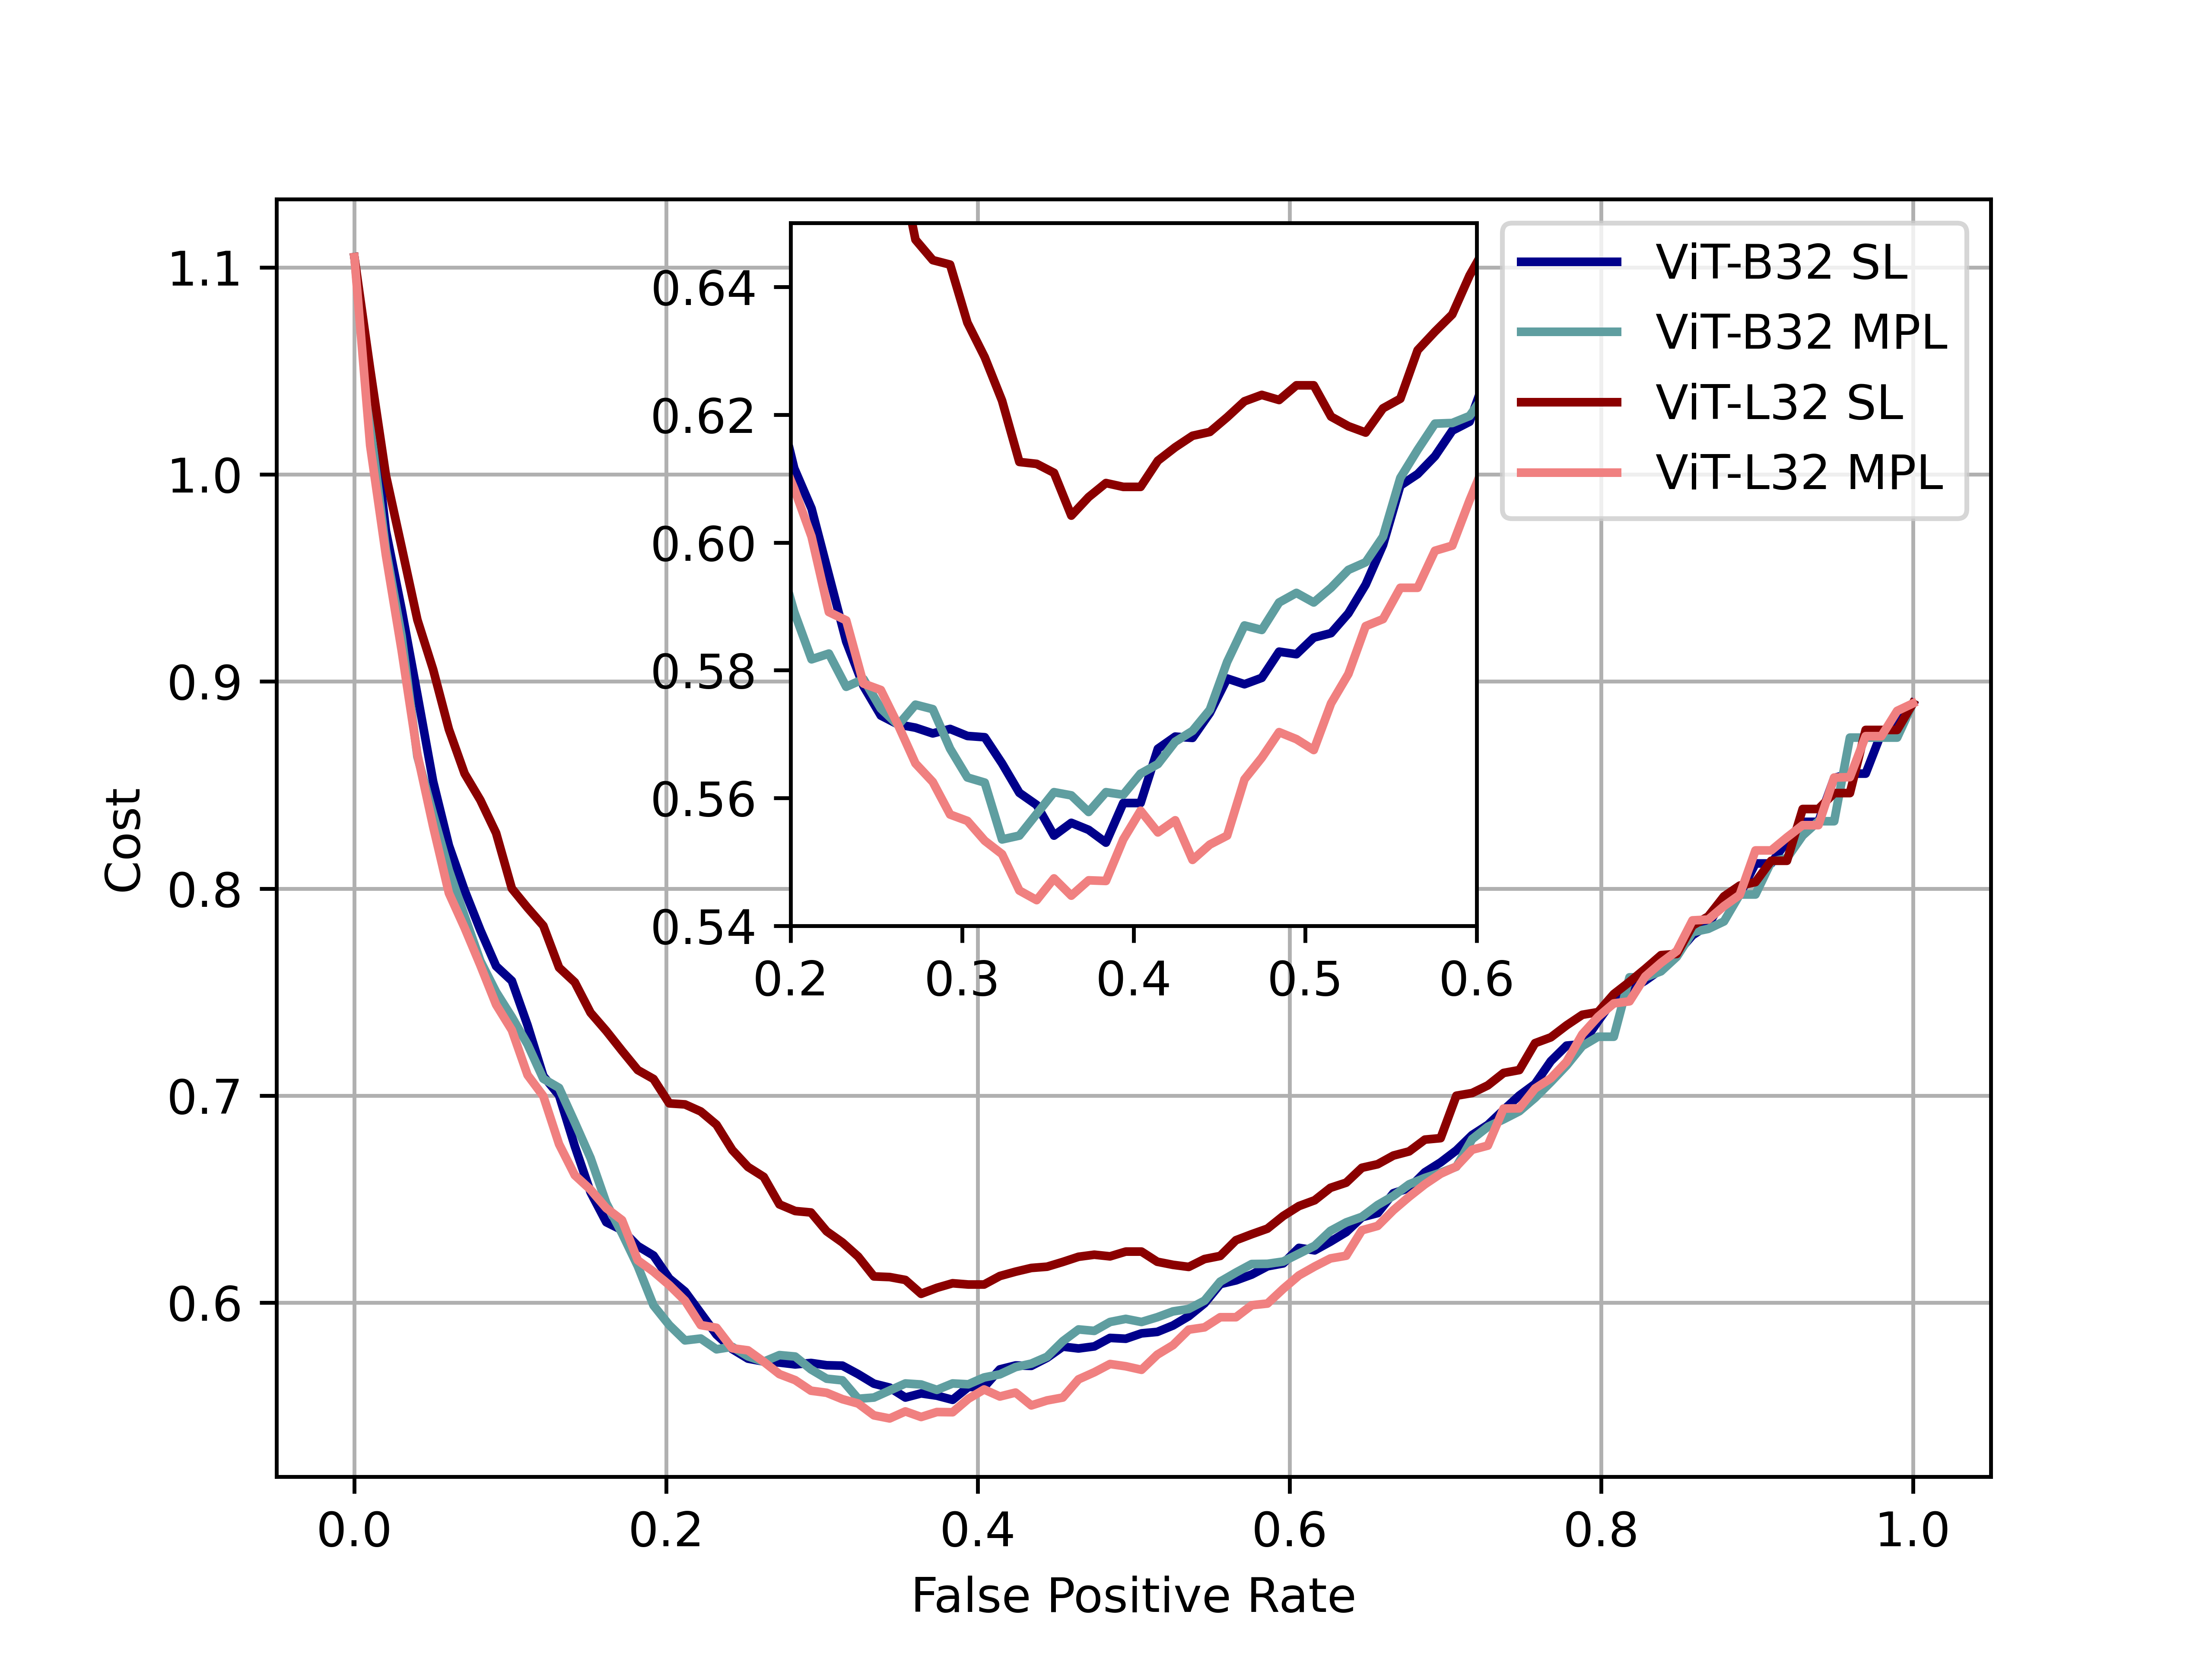 ViT-B32 SL
ViT-B32 MPL
ViT-L32 SL
ViT-L32 MPL
0.64
0.62
0.60
0.58
0.56
0.54
0.2 0.3 0.4 0.5 0.6
1.1
1.0
0.9
0.8
0.7
0.6
Cost
0.0 0.2 0.4 0.6 0.8 1.0
False Positive Rate